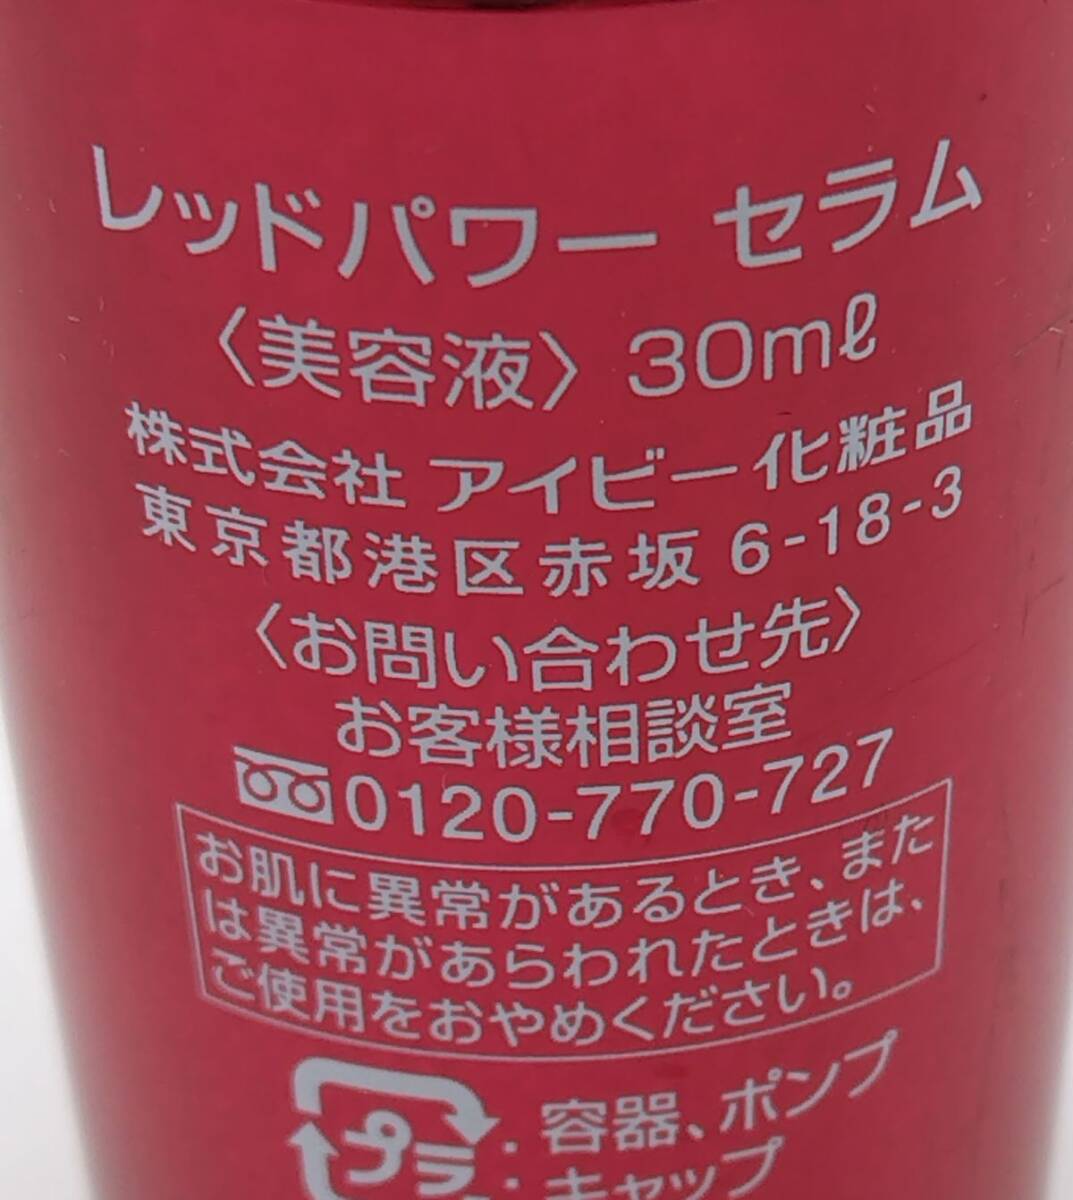 レッドパワー セラム
〈美容液〉 30mℓ
株式会社 アイビー化粧品
東京都港区赤坂 6-18-3
〈お問い合わせ先〉
お客様相談室
0120-770-727
お肌に異常があるとき、また
は異常があらわれたときは、
ご使用をおやめください。
プラ : 容器、ポンプ
キャップ